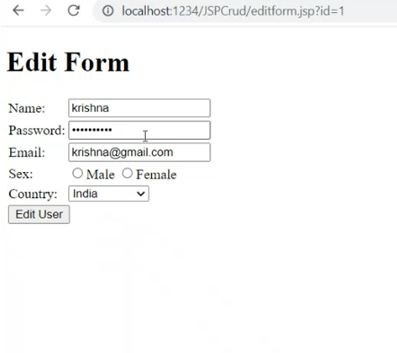 localhost:1234/JSPCrud/editform.jsp?id=1
Edit Form
Name: krishna
Password: ••••••••••
Email: krishna@gmail.com
Sex: Male Female
Country: India
Edit User